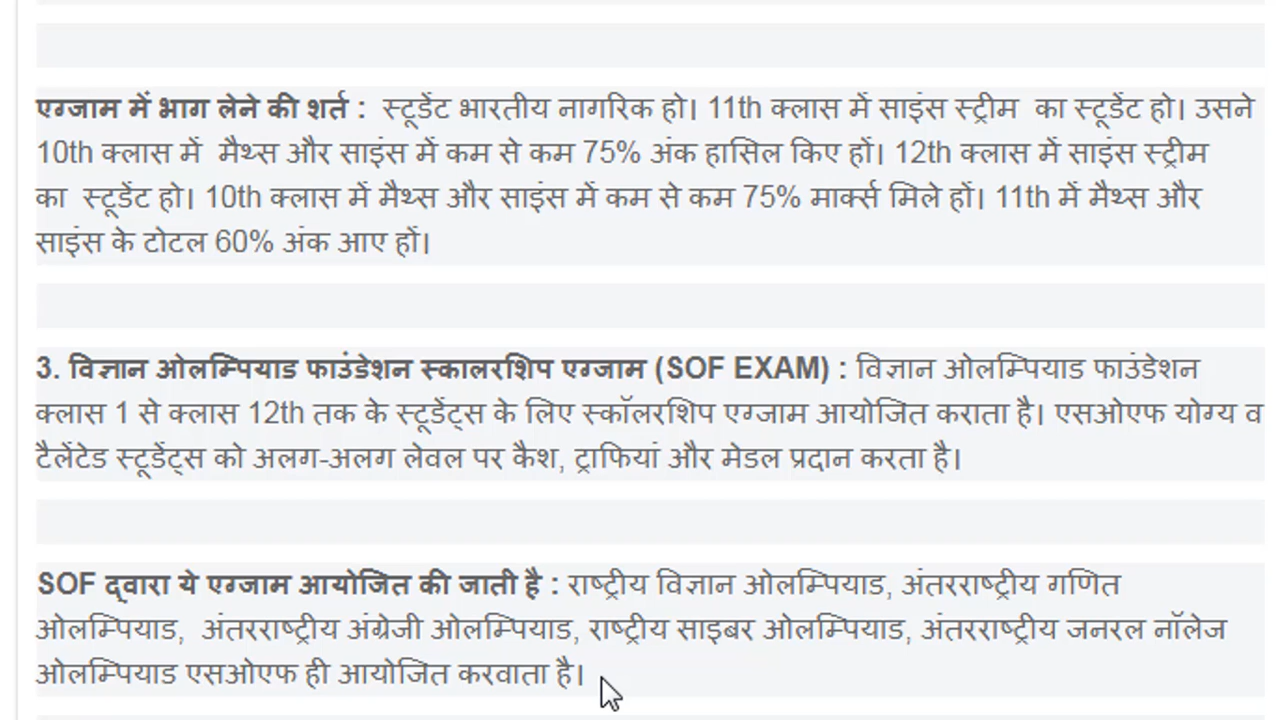 एग्जाम में भाग लेने की शर्त : स्टूडेंट भारतीय नागरिक हो। 11th क्लास में साइंस स्ट्रीम का स्टूडेंट हो। उसने
10th क्लास में मैथ्स और साइंस में कम से कम 75% अंक हासिल किए हों। 12th क्लास में साइंस स्ट्रीम
का स्टूडेंट हो। 10th क्लास में मैथ्स और साइंस में कम से कम 75% मार्क्स मिले हों। 11th में मैथ्स और
साइंस के टोटल 60% अंक आए हों।
3. विज्ञान ओलम्पियाड फाउंडेशन स्कालरशिप एग्जाम (SOF EXAM) : विज्ञान ओलम्पियाड फाउंडेशन
क्लास 1 से क्लास 12th तक के स्टूडेंट्स के लिए स्कॉलरशिप एग्जाम आयोजित कराता है। एसओएफ योग्य व
टैलेंटेड स्टूडेंट्स को अलग-अलग लेवल पर कैश, ट्राफियां और मेडल प्रदान करता है।
SOF द्वारा ये एग्जाम आयोजित की जाती है : राष्ट्रीय विज्ञान ओलम्पियाड, अंतरराष्ट्रीय गणित
ओलम्पियाड, अंतरराष्ट्रीय अंग्रेजी ओलम्पियाड, राष्ट्रीय साइबर ओलम्पियाड, अंतरराष्ट्रीय जनरल नॉलेज
ओलम्पियाड एसओएफ ही आयोजित करवाता है।